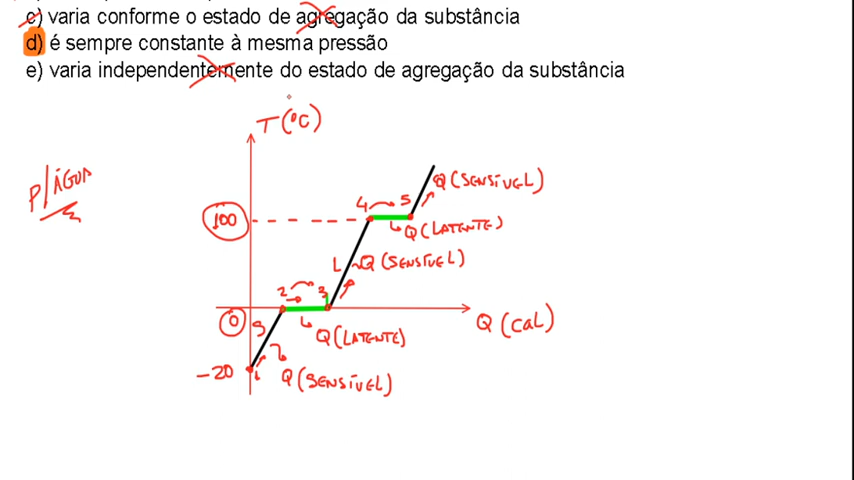 c) varia conforme o estado de agregação da substância
d) é sempre constante à mesma pressão
e) varia independentemente do estado de agregação da substância
T(ºC)
P/ÁGUA
Q(SENSÍVEL)
4 5
100
Q(LATENTE)
L Q(SENSÍVEL)
2 3
0
S
Q (CAL)
Q(LATENTE)
-20
1
Q(SENSÍVEL)